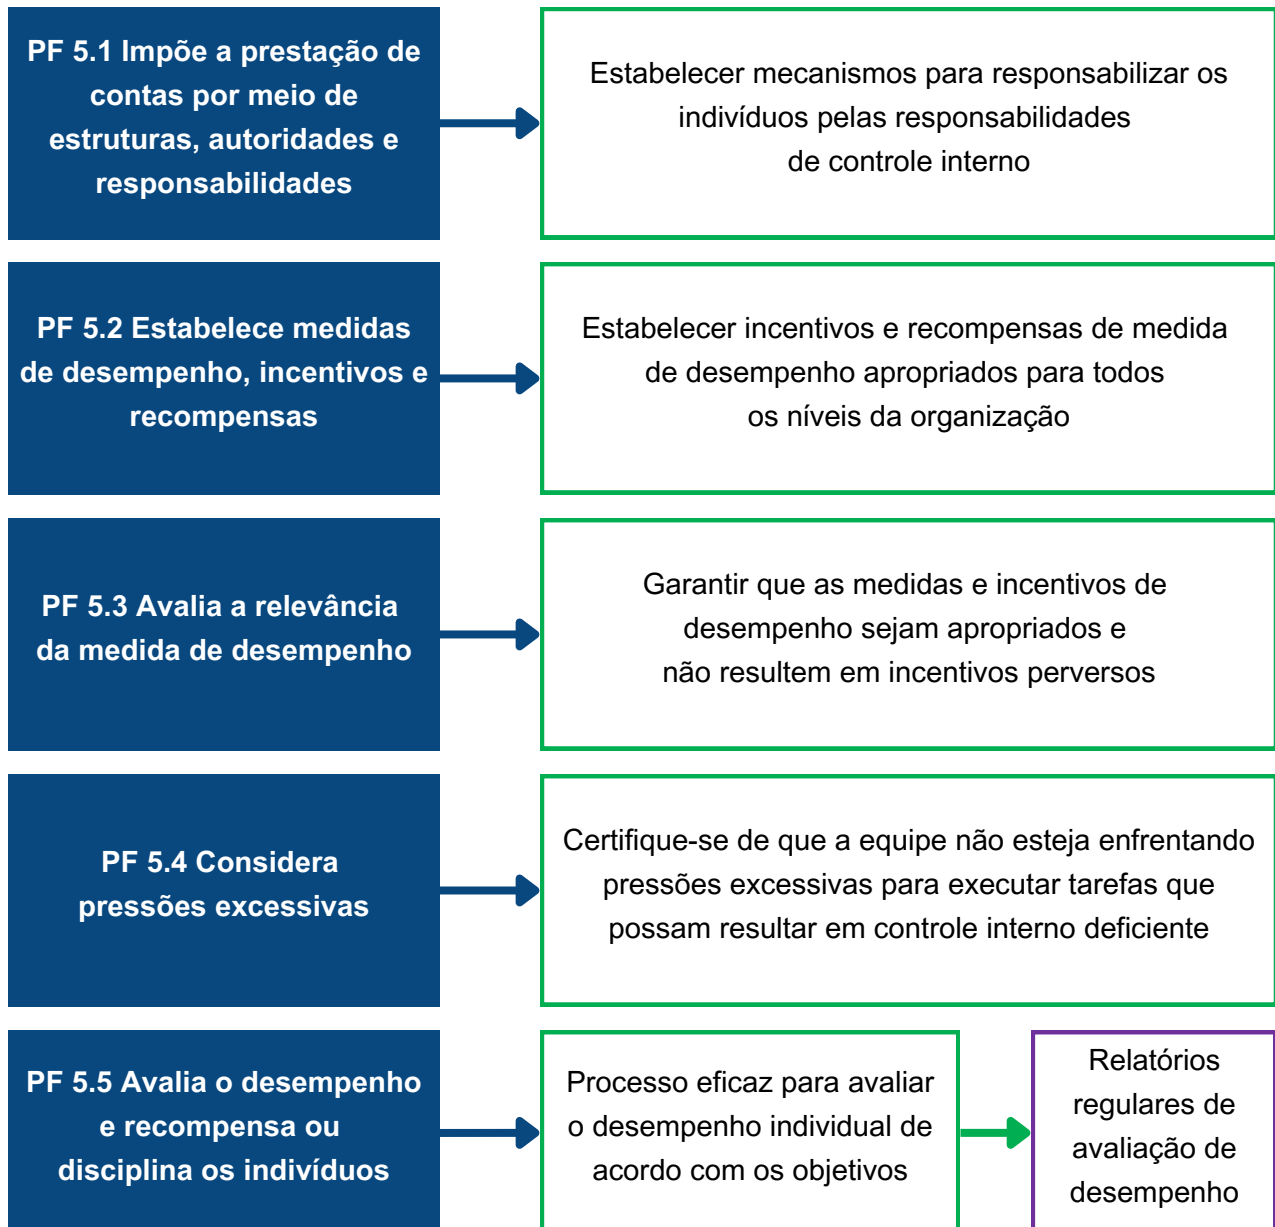 PF 5.1 Impõe a prestação de
contas por meio de
estruturas, autoridades e
responsabilidades
Estabelecer mecanismos para responsabilizar os
indivíduos pelas responsabilidades
de controle interno
PF 5.2 Estabelece medidas
de desempenho, incentivos e
recompensas
Estabelecer incentivos e recompensas de medida
de desempenho apropriados para todos
os níveis da organização
PF 5.3 Avalia a relevância
da medida de desempenho
Garantir que as medidas e incentivos de
desempenho sejam apropriados e
não resultem em incentivos perversos
PF 5.4 Considera
pressões excessivas
Certifique-se de que a equipe não esteja enfrentando
pressões excessivas para executar tarefas que
possam resultar em controle interno deficiente
PF 5.5 Avalia o desempenho
e recompensa ou
disciplina os indivíduos
Processo eficaz para avaliar
o desempenho individual de
acordo com os objetivos
Relatórios
regulares de
avaliação de
desempenho